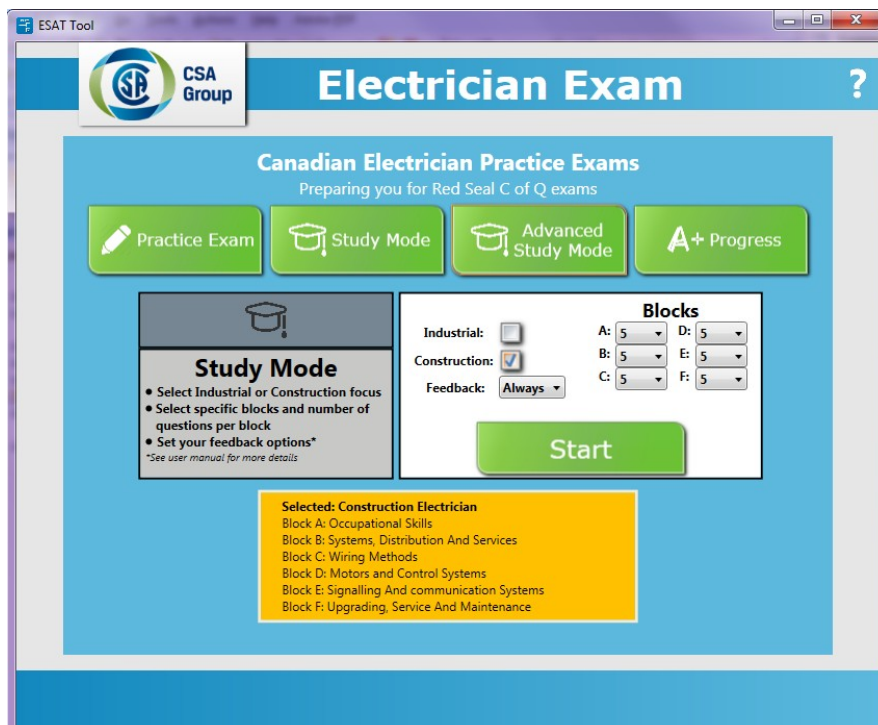 ESAT Tool
CSA
Group
Electrician Exam
?
Canadian Electrician Practice Exams
Preparing you for Red Seal C of Q exams
Practice Exam
Study Mode
Advanced
Study Mode
A+ Progress
Study Mode
• Select Industrial or Construction focus
• Select specific blocks and number of
questions per block
• Set your feedback options*
*See user manual for more details
Blocks
Industrial:
A: 5 D: 5
Construction:
B: 5 E: 5
Feedback: Always
C: 5 F: 5
Start
Selected: Construction Electrician
Block A: Occupational Skills
Block B: Systems, Distribution And Services
Block C: Wiring Methods
Block D: Motors and Control Systems
Block E: Signalling And communication Systems
Block F: Upgrading, Service And Maintenance